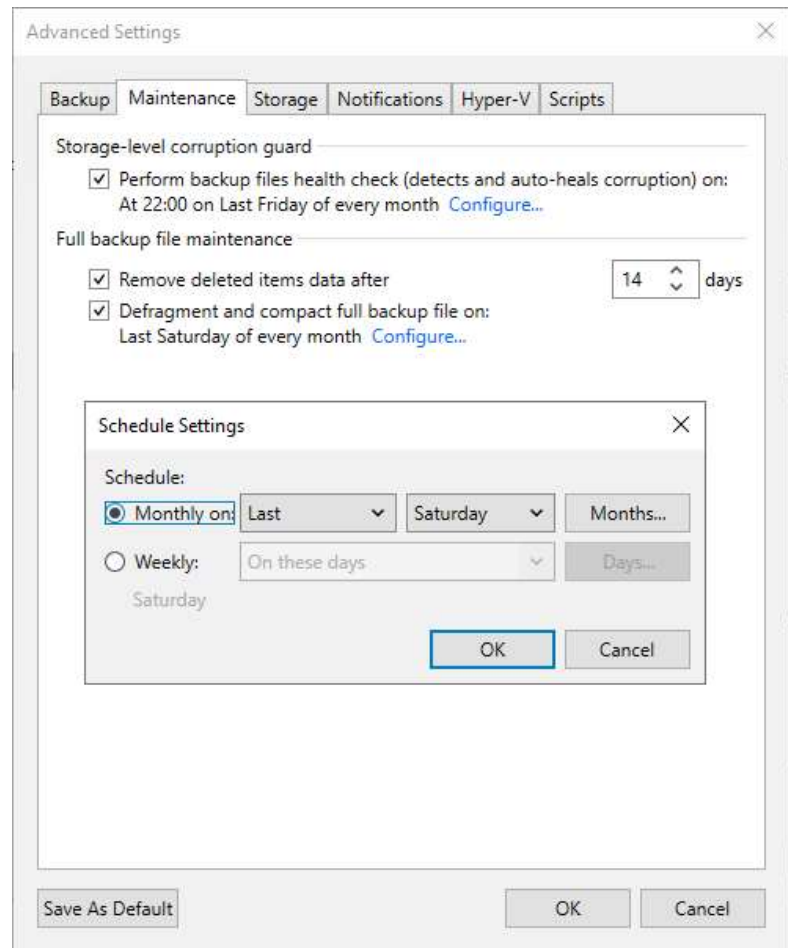 Advanced Settings
Backup Maintenance Storage Notifications Hyper-V Scripts
Storage-level corruption guard
Perform backup files health check (detects and auto-heals corruption) on:
At 22:00 on Last Friday of every month Configure...
Full backup file maintenance
Remove deleted items data after 14 days
Defragment and compact full backup file on:
Last Saturday of every month Configure...
Schedule Settings
Schedule:
Monthly on: Last Saturday Months...
Weekly: On these days Days...
Saturday
OK Cancel
Save As Default OK Cancel